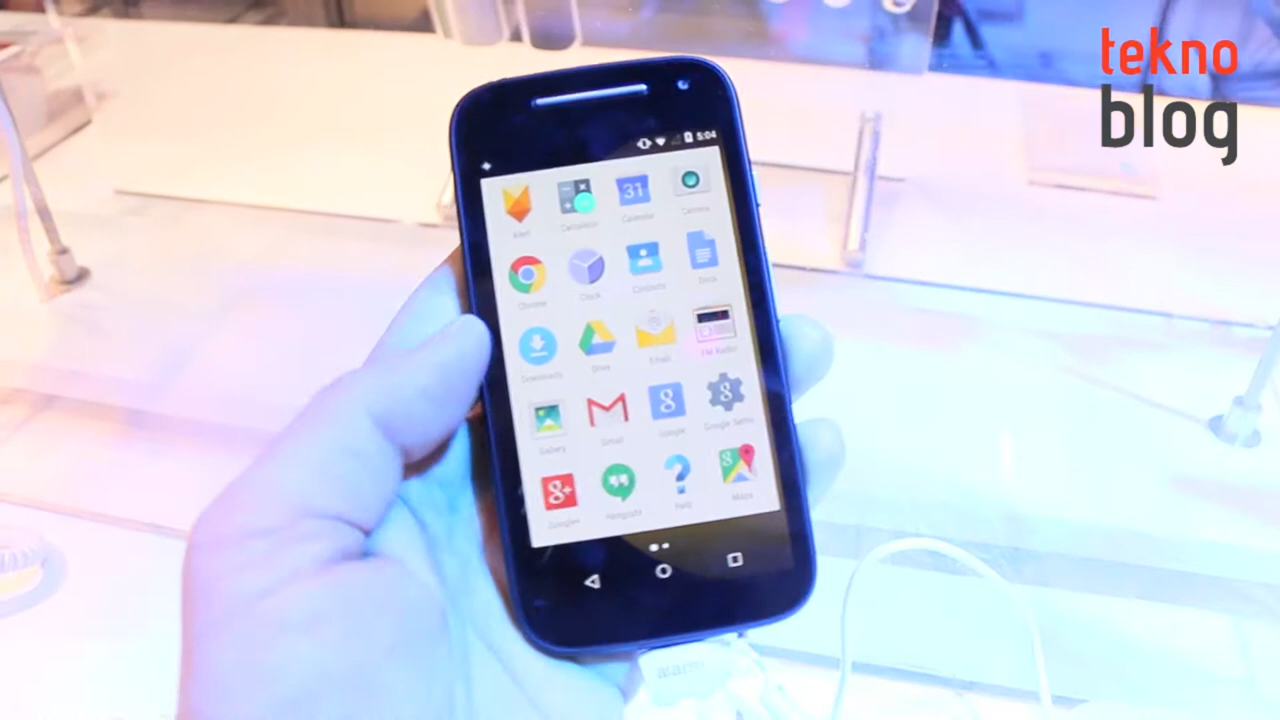 tekno
blog
5:04
Alert
Calculator
31
Calendar
Camera
Chrome
Clock
Contacts
Docs
Downloads
Drive
Email
FM Radio
Gallery
Gmail
Google
Google Settin
Google+
Hangouts
Help
Maps